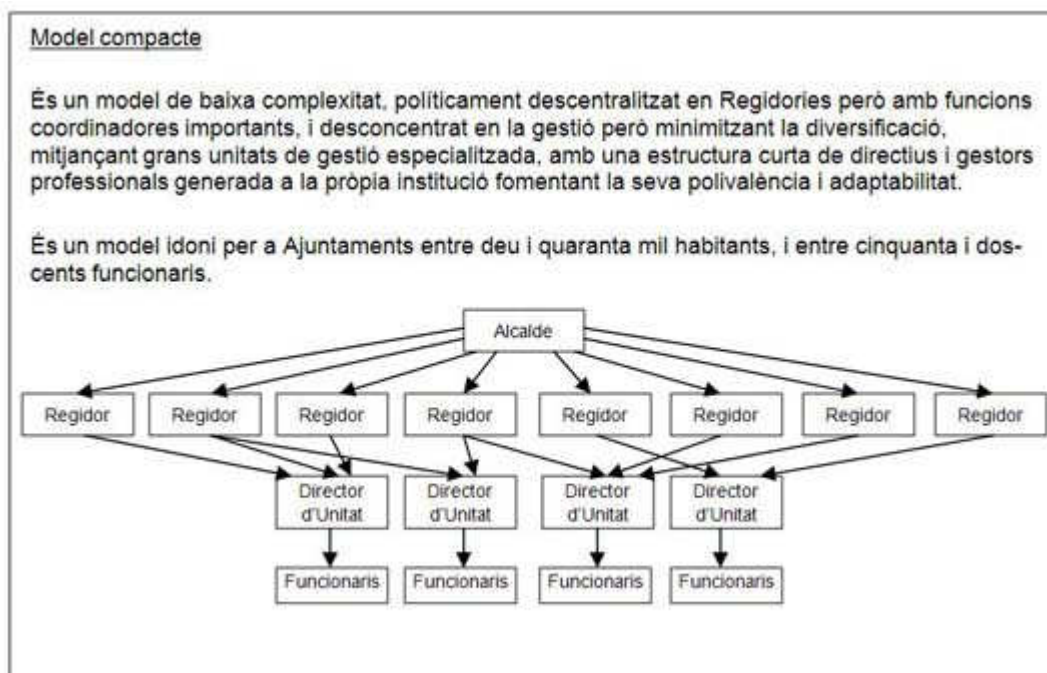 Model compacte
És un model de baixa complexitat, políticament descentralitzat en Regidories però amb funcions
coordinadores importants, i desconcentrat en la gestió però minimitzant la diversificació,
mitjançant grans unitats de gestió especialitzada, amb una estructura curta de directius i gestors
professionals generada a la pròpia institució fomentant la seva polivalència i adaptabilitat.
És un model idoni per a Ajuntaments entre deu i quaranta mil habitants, i entre cinquanta i dos-
cents funcionaris.
Alcalde
Regidor Regidor Regidor Regidor Regidor Regidor Regidor Regidor
Director Director Director Director
d'Unitat d'Unitat d'Unitat d'Unitat
Funcionaris Funcionaris Funcionaris Funcionaris